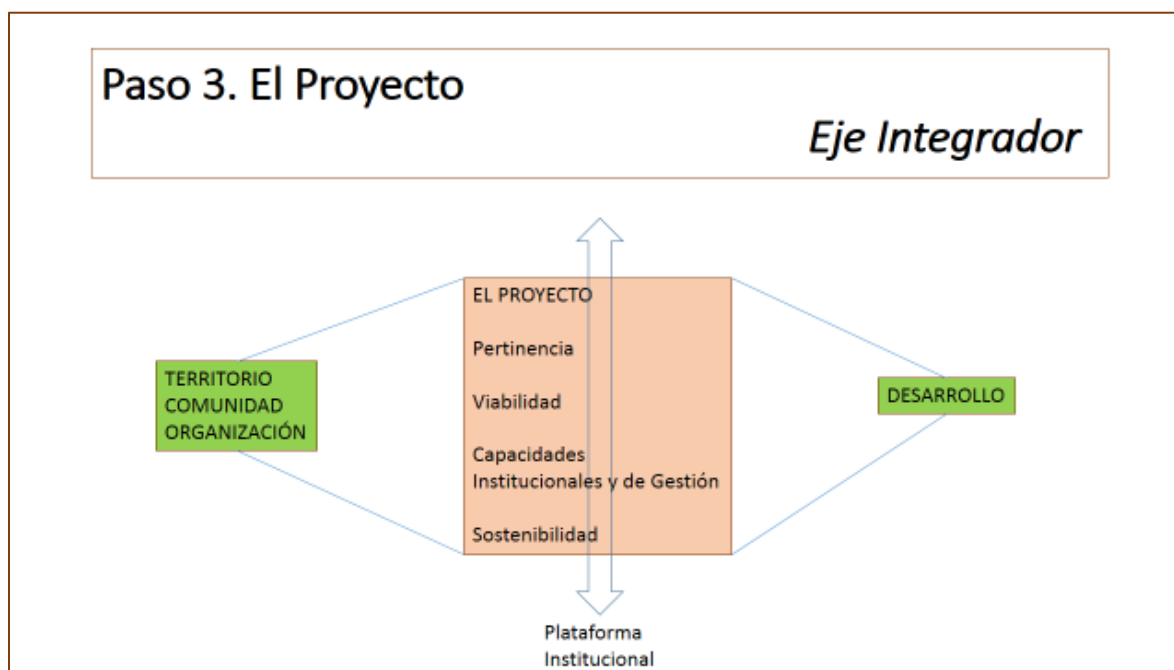 Paso 3. El Proyecto
Eje Integrador
EL PROYECTO
Pertinencia
Viabilidad
Capacidades
Institucionales y de Gestión
Sostenibilidad
TERRITORIO
COMUNIDAD
ORGANIZACIÓN
DESARROLLO
Plataforma
Institucional